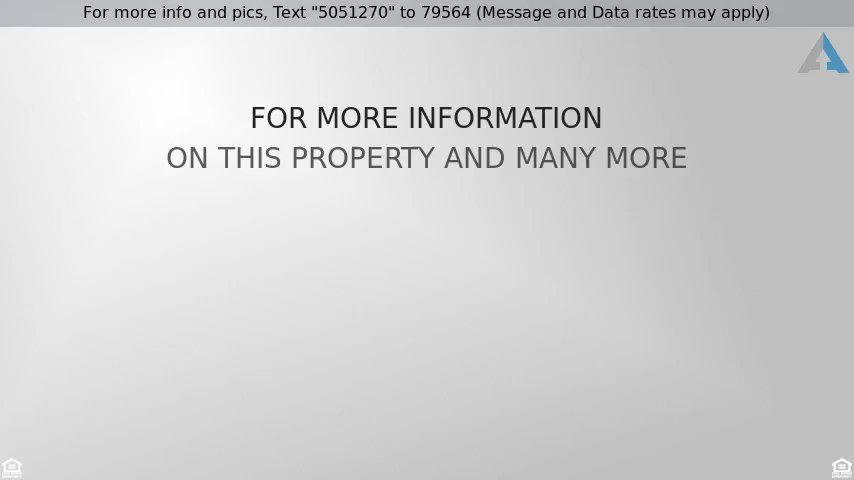 For more info and pics, Text "5051270" to 79564 (Message and Data rates may apply)
FOR MORE INFORMATION
ON THIS PROPERTY AND MANY MORE